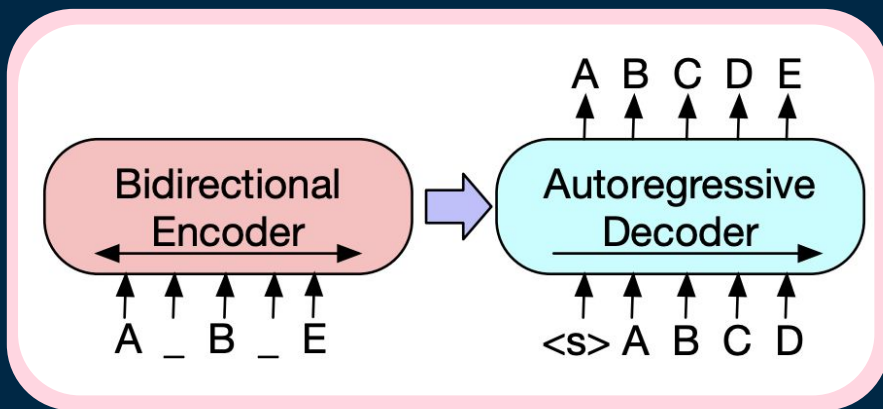 A B C D E
Bidirectional
Encoder
Autoregressive
Decoder
A _ B _ E
<s> A B C D